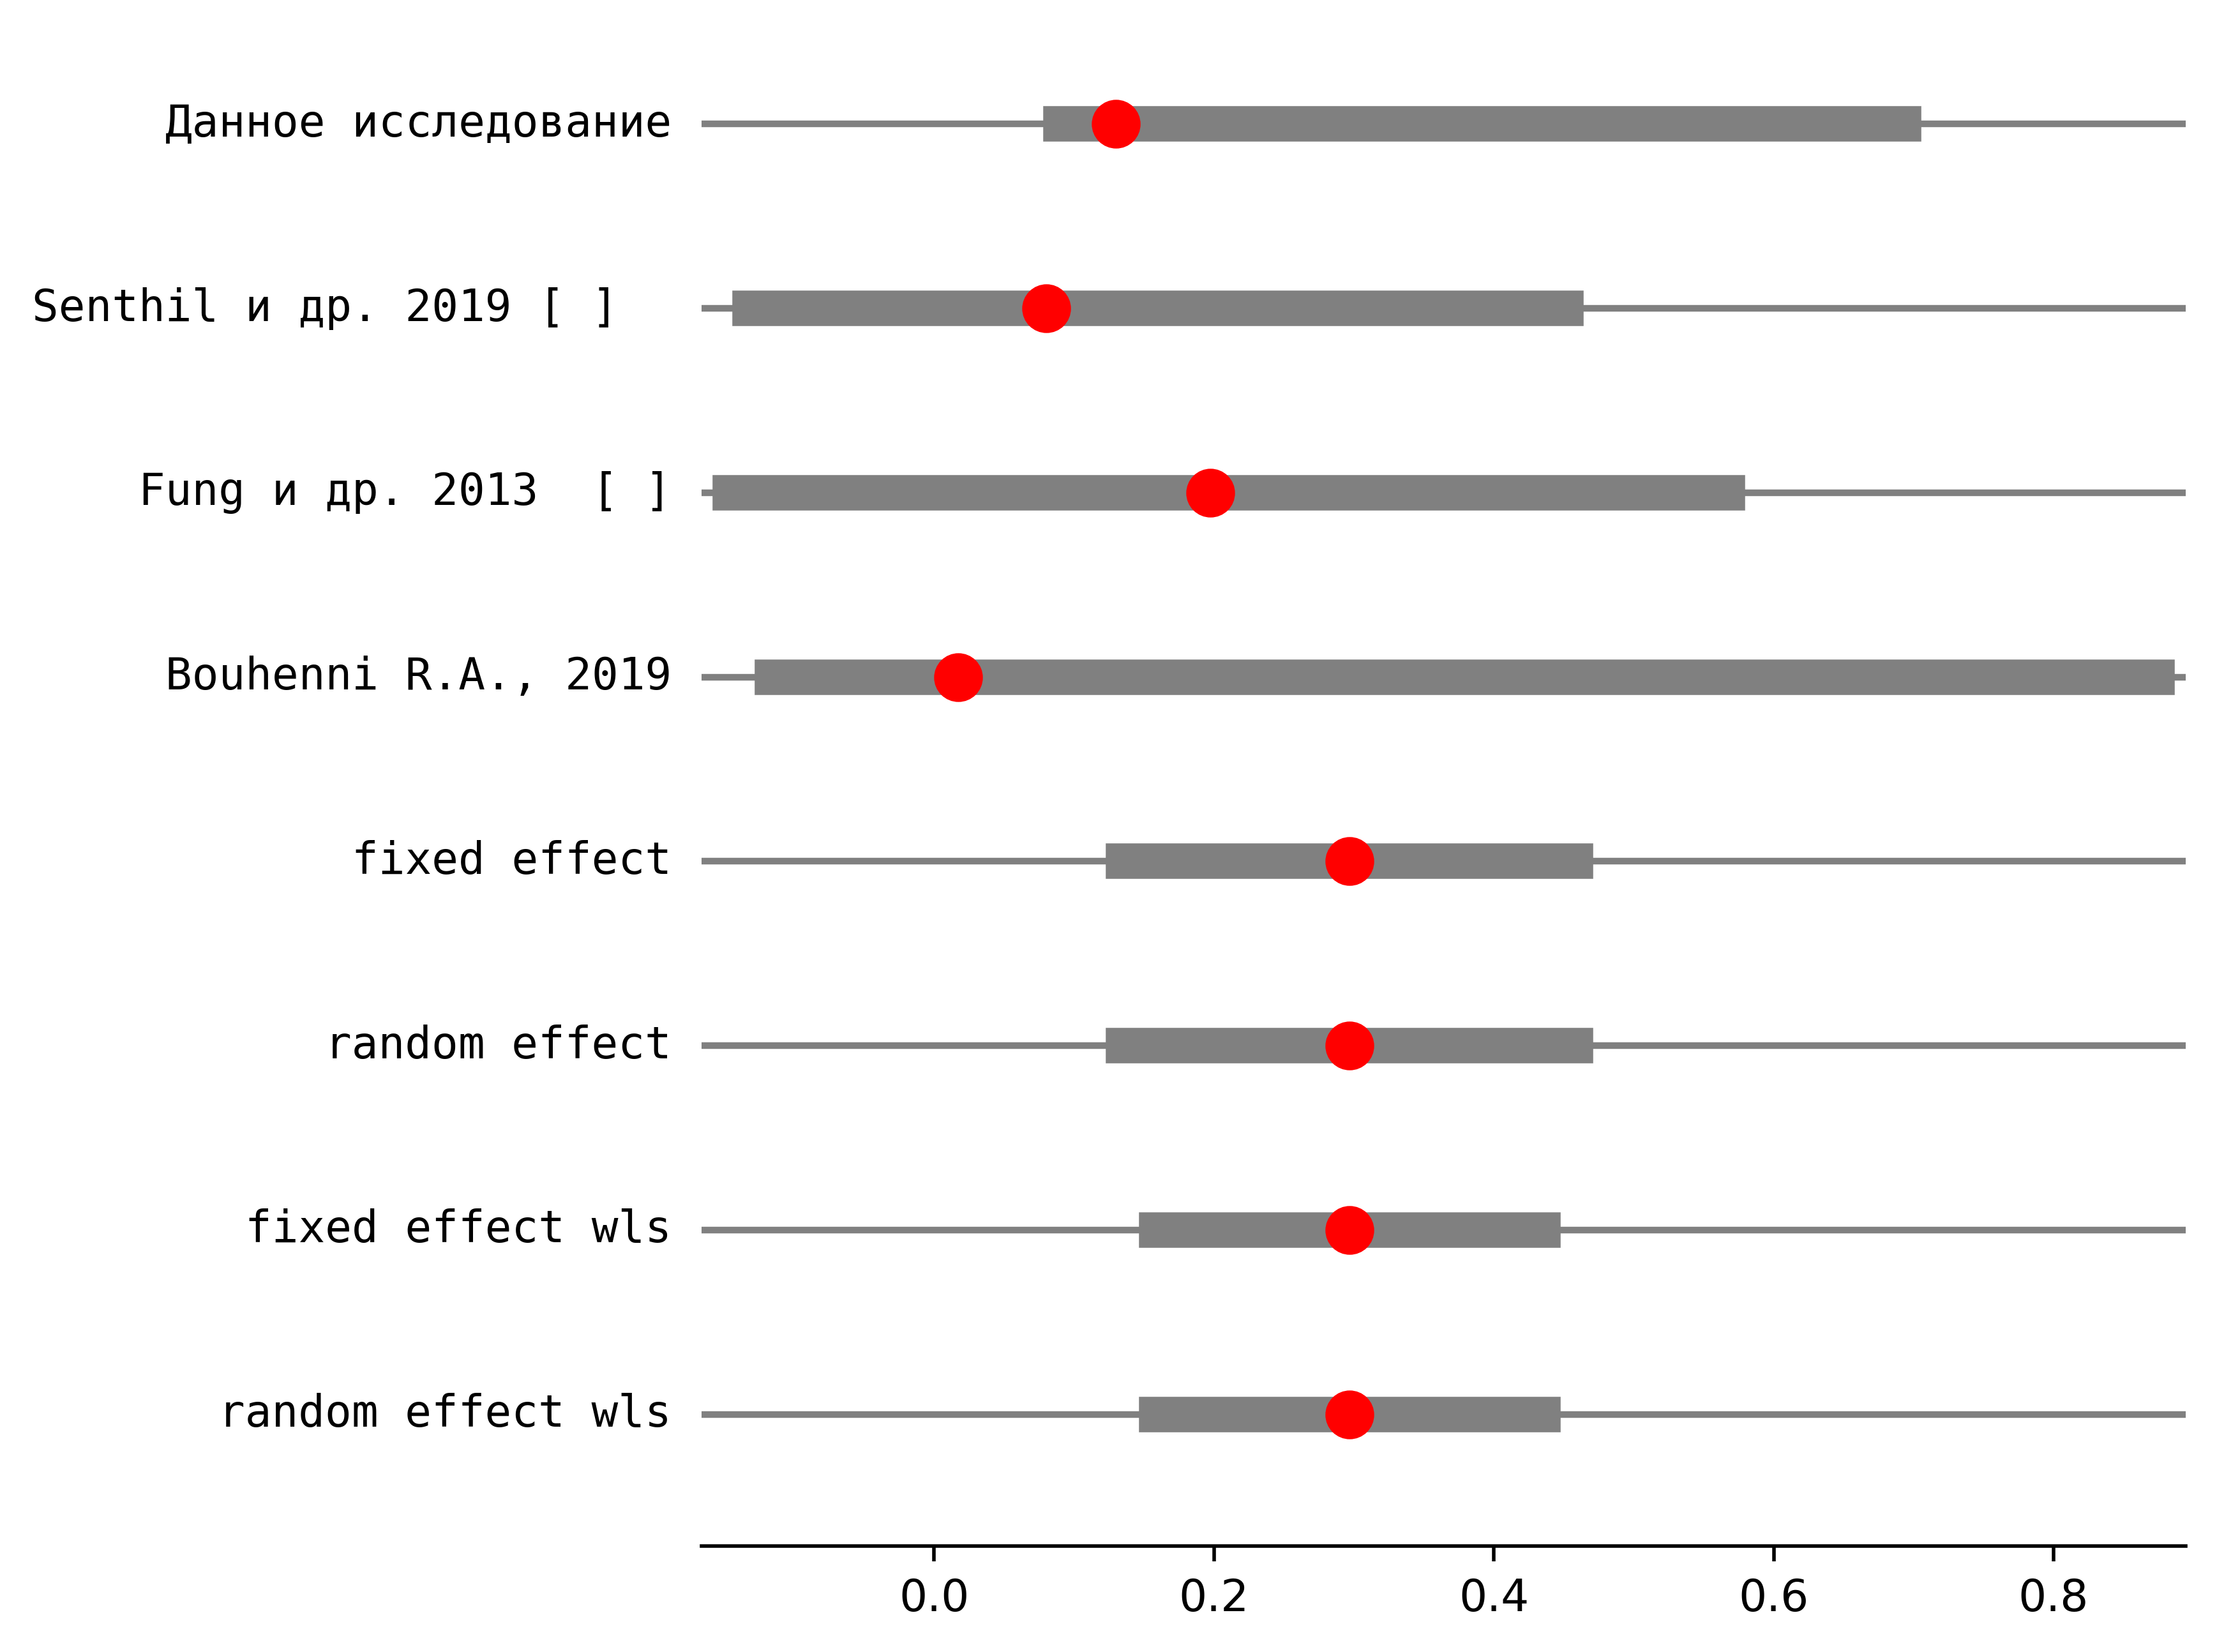 Данное исследование
Senthil и др. 2019 [ ]
Fung и др. 2013  [ ]
Bouhenni R.A., 2019
fixed effect
random effect
fixed effect wls
random effect wls
0.0 0.2 0.4 0.6 0.8